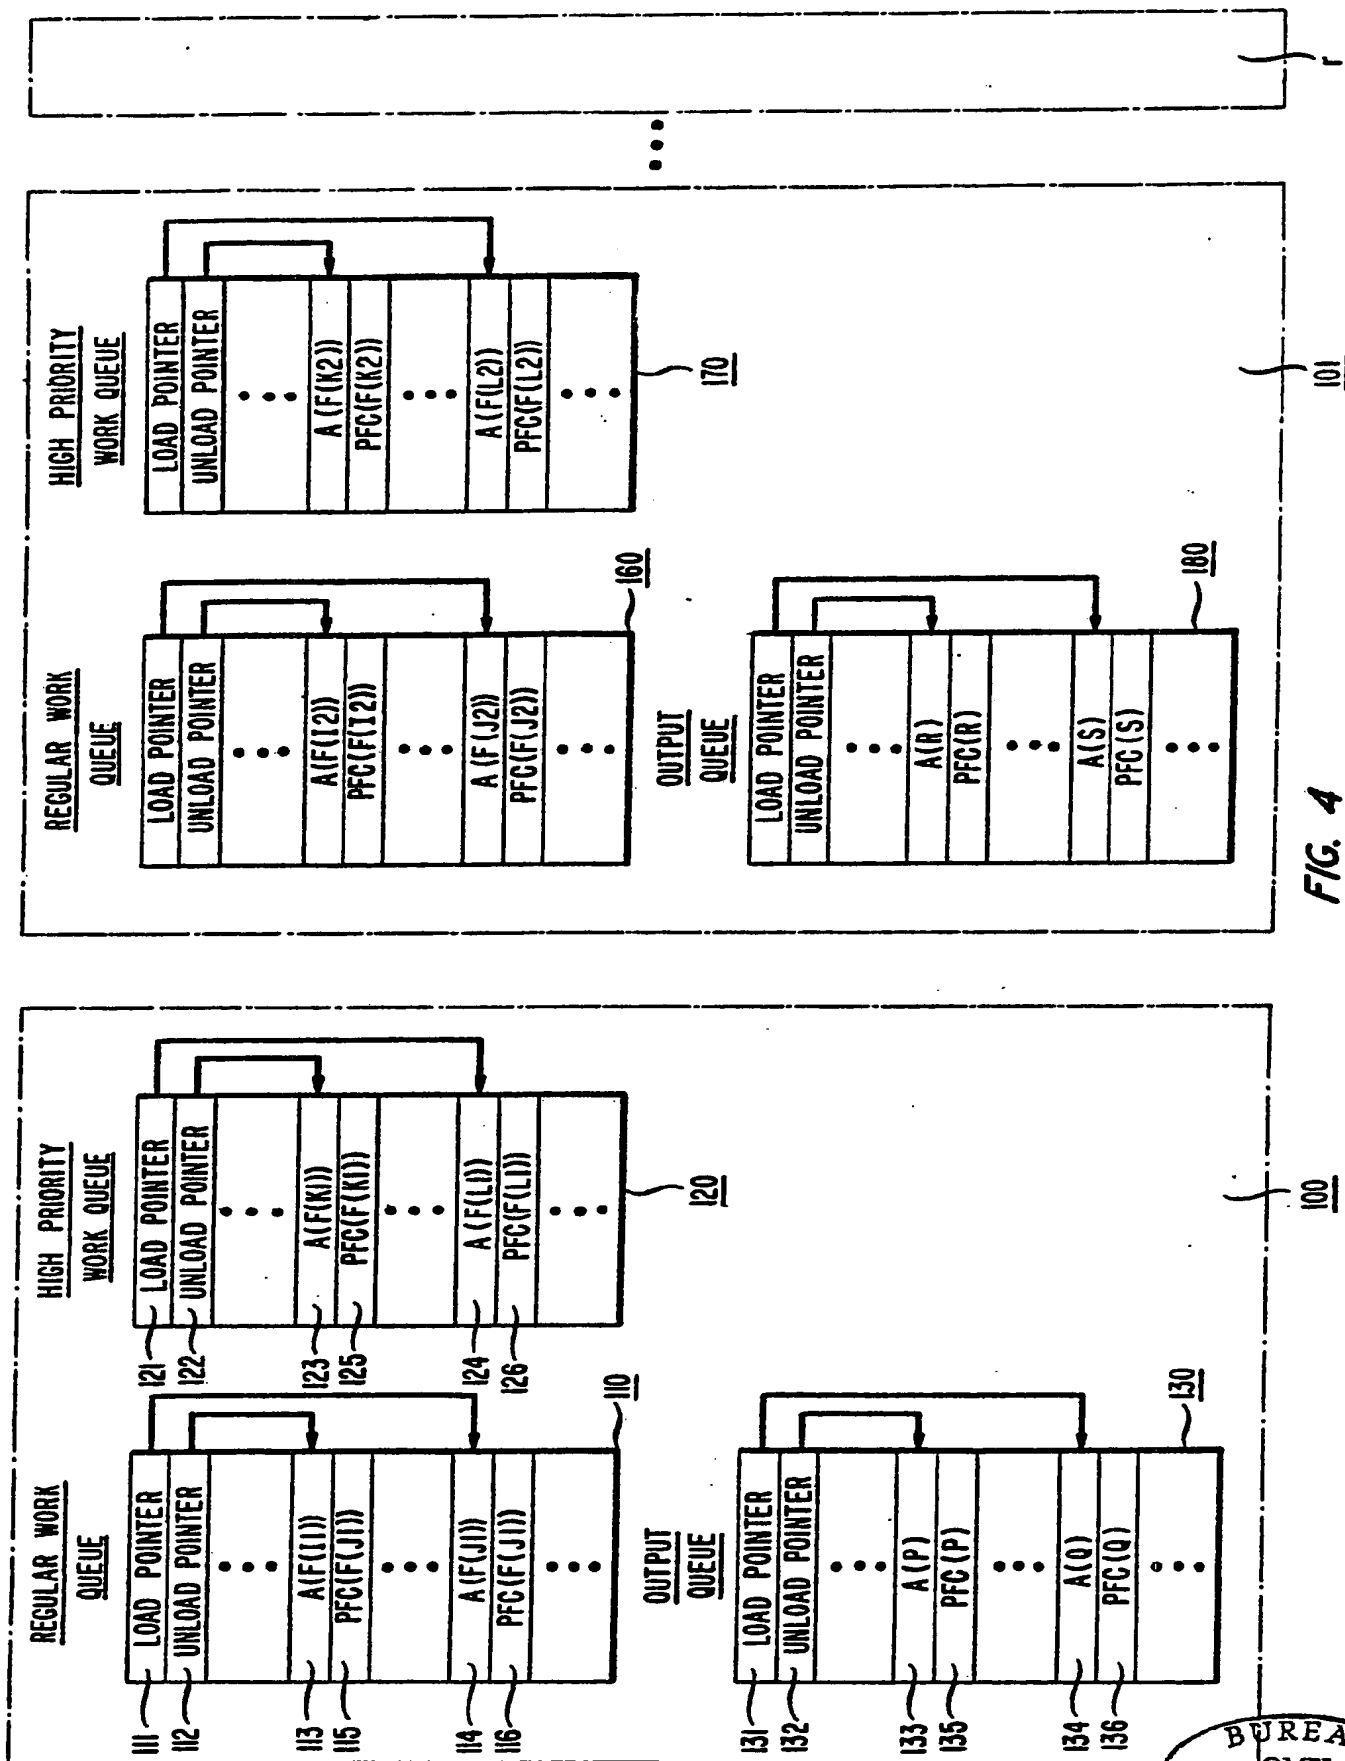 REGULAR WORK
QUEUE
111
LOAD POINTER
112
UNLOAD POINTER
• • •
113
A(F(I1))
115
PFC(F(J1))
• • •
114
A(F(J1))
116
PFC(F(J1))
• • •
110
HIGH PRIORITY
WORK QUEUE
121
LOAD POINTER
122
UNLOAD POINTER
• • •
123
A(F(K1))
125
PFC(F(K1))
• • •
124
A(F(L1))
126
PFC(F(L1))
• • •
120
OUTPUT
QUEUE
131
LOAD POINTER
132
UNLOAD POINTER
• • •
133
A(P)
135
PFC(P)
• • •
134
A(Q)
136
PFC(Q)
• • •
130
100
REGULAR WORK
QUEUE
LOAD POINTER
UNLOAD POINTER
• • •
A(F(I2))
PFC(F(I2))
• • •
A(F(J2))
PFC(F(J2))
• • •
160
HIGH PRIORITY
WORK QUEUE
LOAD POINTER
UNLOAD POINTER
• • •
A(F(K2))
PFC(F(K2))
• • •
A(F(L2))
PFC(F(L2))
• • •
170
OUTPUT
QUEUE
LOAD POINTER
UNLOAD POINTER
• • •
A(R)
PFC(R)
• • •
A(S)
PFC(S)
• • •
180
101
• • •
r
FIG. 4
BUREA